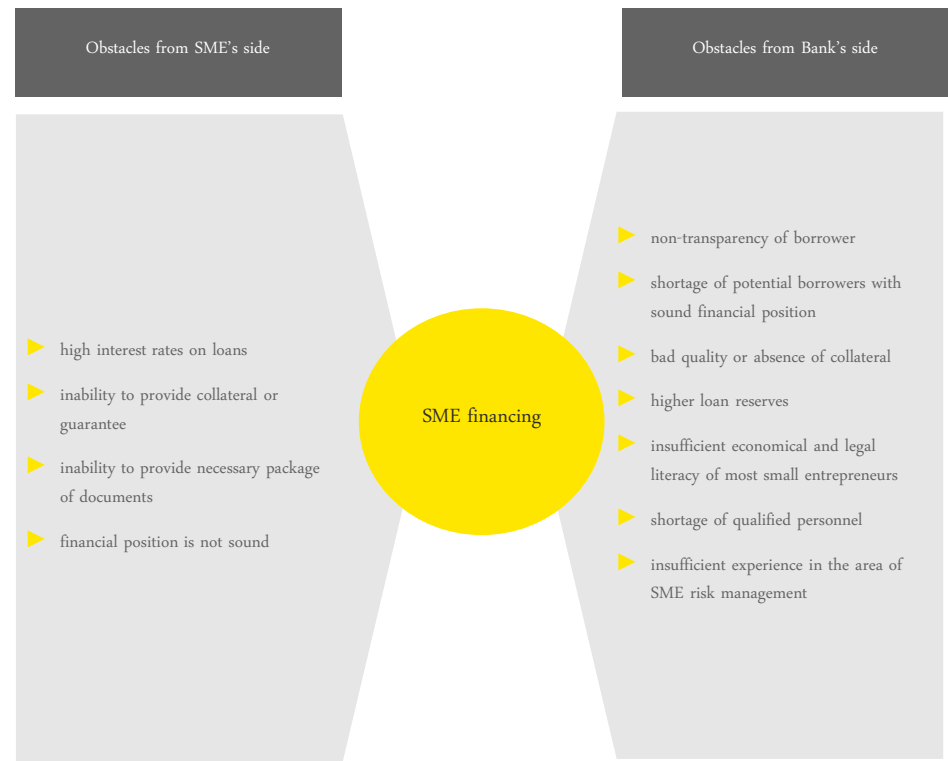 Obstacles from SME's side
high interest rates on loans
inability to provide collateral or
guarantee
inability to provide necessary package
of documents
financial position is not sound
SME financing
Obstacles from Bank's side
non-transparency of borrower
shortage of potential borrowers with
sound financial position
bad quality or absence of collateral
higher loan reserves
insufficient economical and legal
literacy of most small entrepreneurs
shortage of qualified personnel
insufficient experience in the area of
SME risk management